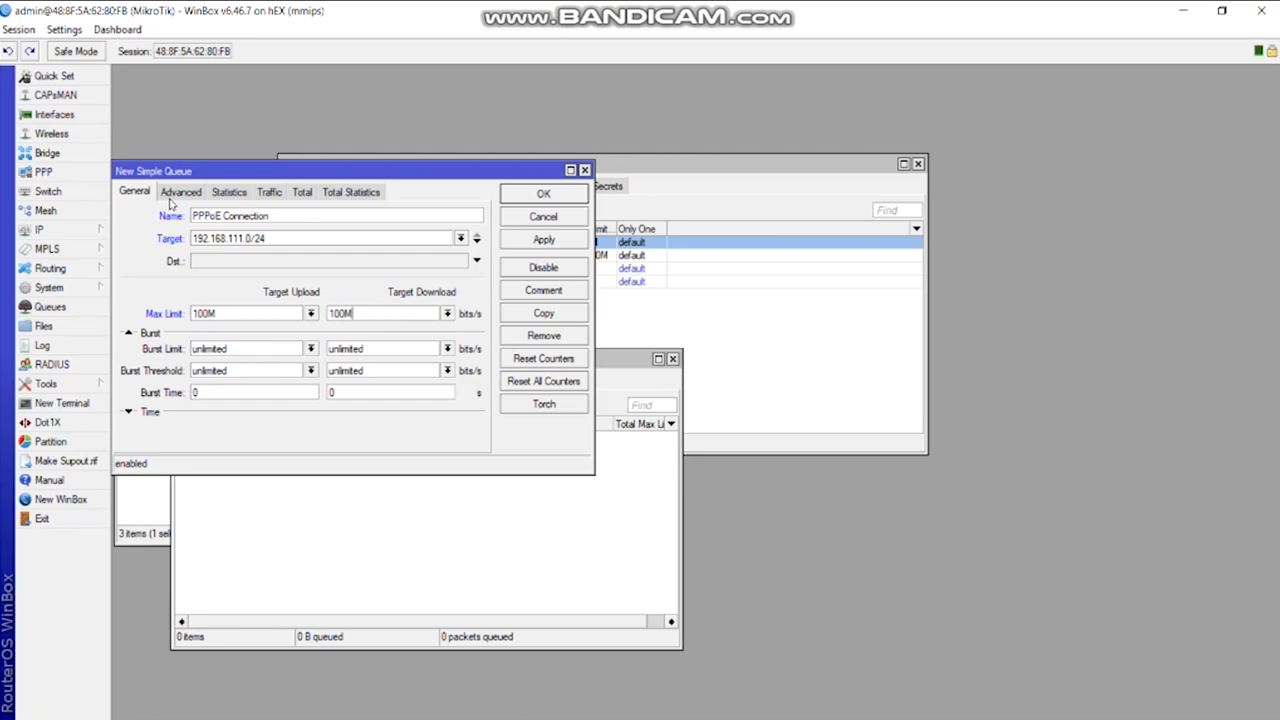 admin@48:8F:5A:62:80:FB (MikroTik) - WinBox v6.46.7 on hEX (mmips)
www.BANDICAM.com
Session Settings Dashboard
Safe Mode Session: 48:8F:5A:62:80:FB
Quick Set
CAPsMAN
Interfaces
Wireless
Bridge
PPP
Switch
Mesh
IP
MPLS
Routing
System
Queues
Files
Log
RADIUS
Tools
New Terminal
Dot1X
Partition
Make Supout.rif
Manual
New WinBox
Exit
RouterOS WinBox
New Simple Queue
General Advanced Statistics Traffic Total Total Statistics
Name: PPPoE Connection
Target: 192.168.111.0/24
Dst.:
Target Upload Target Download
Max Limit: 100M 100M bits/s
Burst
Burst Limit: unlimited unlimited bits/s
Burst Threshold: unlimited unlimited bits/s
Burst Time: 0 0 s
Time
enabled
OK
Cancel
Apply
Disable
Comment
Copy
Remove
Reset Counters
Reset All Counters
Torch
Secrets
Find
Only One
default
default
default
default
Find
Total Max Li
3 items (1 sel
0 items 0 B queued 0 packets queued